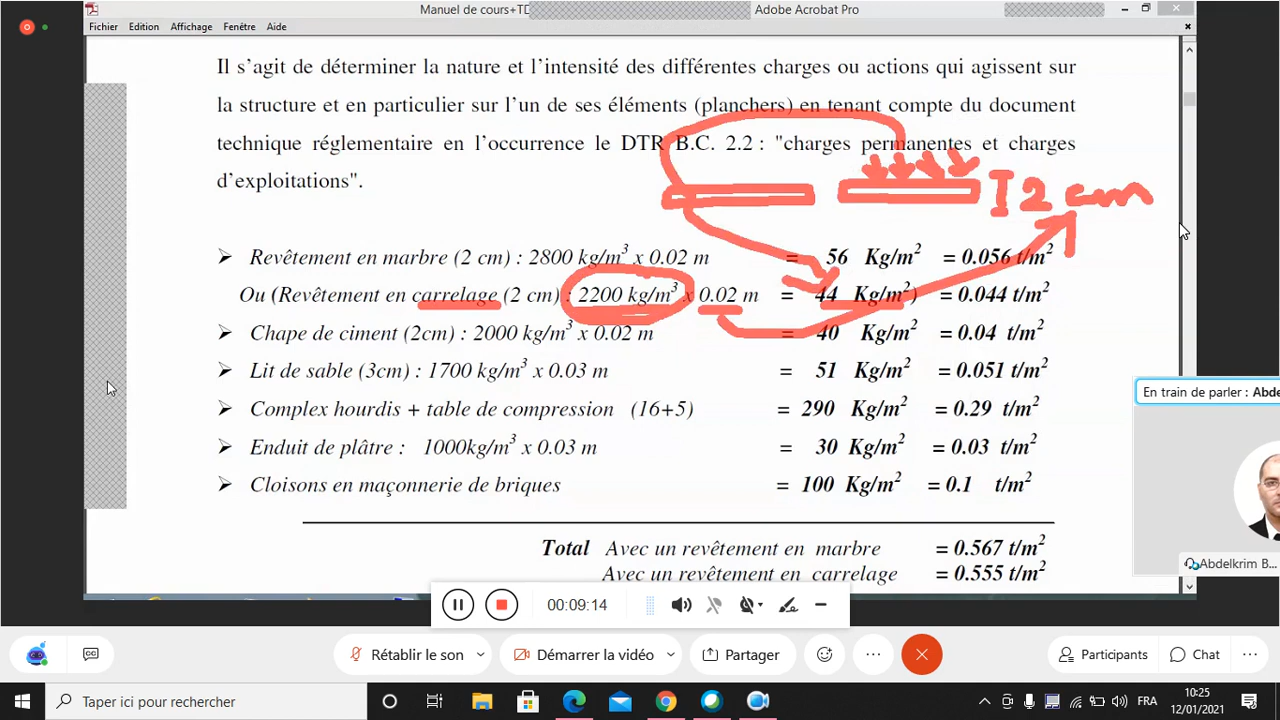 Manuel de cours+TD
Adobe Acrobat Pro
Fichier Edition Affichage Fenêtre Aide
Il s’agit de déterminer la nature et l’intensité des différentes charges ou actions qui agissent sur
la structure et en particulier sur l’un de ses éléments (planchers) en tenant compte du document
technique réglementaire en l’occurrence le DTR B.C. 2.2 : "charges permanentes et charges
d’exploitations".
2 cm
➢ Revêtement en marbre (2 cm) : 2800 kg/m³ x 0.02 m = 56 Kg/m² = 0.056 t/m²
Ou (Revêtement en carrelage (2 cm) : 2200 kg/m³ x 0.02 m = 44 Kg/m²) = 0.044 t/m²
➢ Chape de ciment (2cm) : 2000 kg/m³ x 0.02 m = 40 Kg/m² = 0.04 t/m²
➢ Lit de sable (3cm) : 1700 kg/m³ x 0.03 m = 51 Kg/m² = 0.051 t/m²
➢ Complex hourdis + table de compression (16+5) = 290 Kg/m² = 0.29 t/m²
➢ Enduit de plâtre : 1000kg/m³ x 0.03 m = 30 Kg/m² = 0.03 t/m²
➢ Cloisons en maçonnerie de briques = 100 Kg/m² = 0.1 t/m²
Total Avec un revêtement en marbre = 0.567 t/m²
Avec un revêtement en carrelage = 0.555 t/m²
En train de parler : Abde
Abdelkrim B...
00:09:14
Rétablir le son Démarrer la vidéo Partager Participants Chat
Taper ici pour rechercher
FRA
10:25
12/01/2021